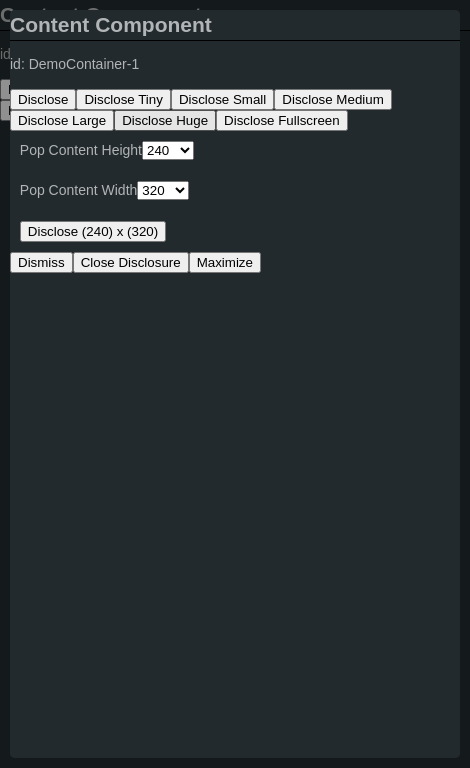 Content Component
id: DemoContainer-1
Disclose Disclose Tiny Disclose Small Disclose Medium
Disclose Large Disclose Huge Disclose Fullscreen
Pop Content Height 240
Pop Content Width 320
Disclose (240) x (320)
Dismiss Close Disclosure Maximize